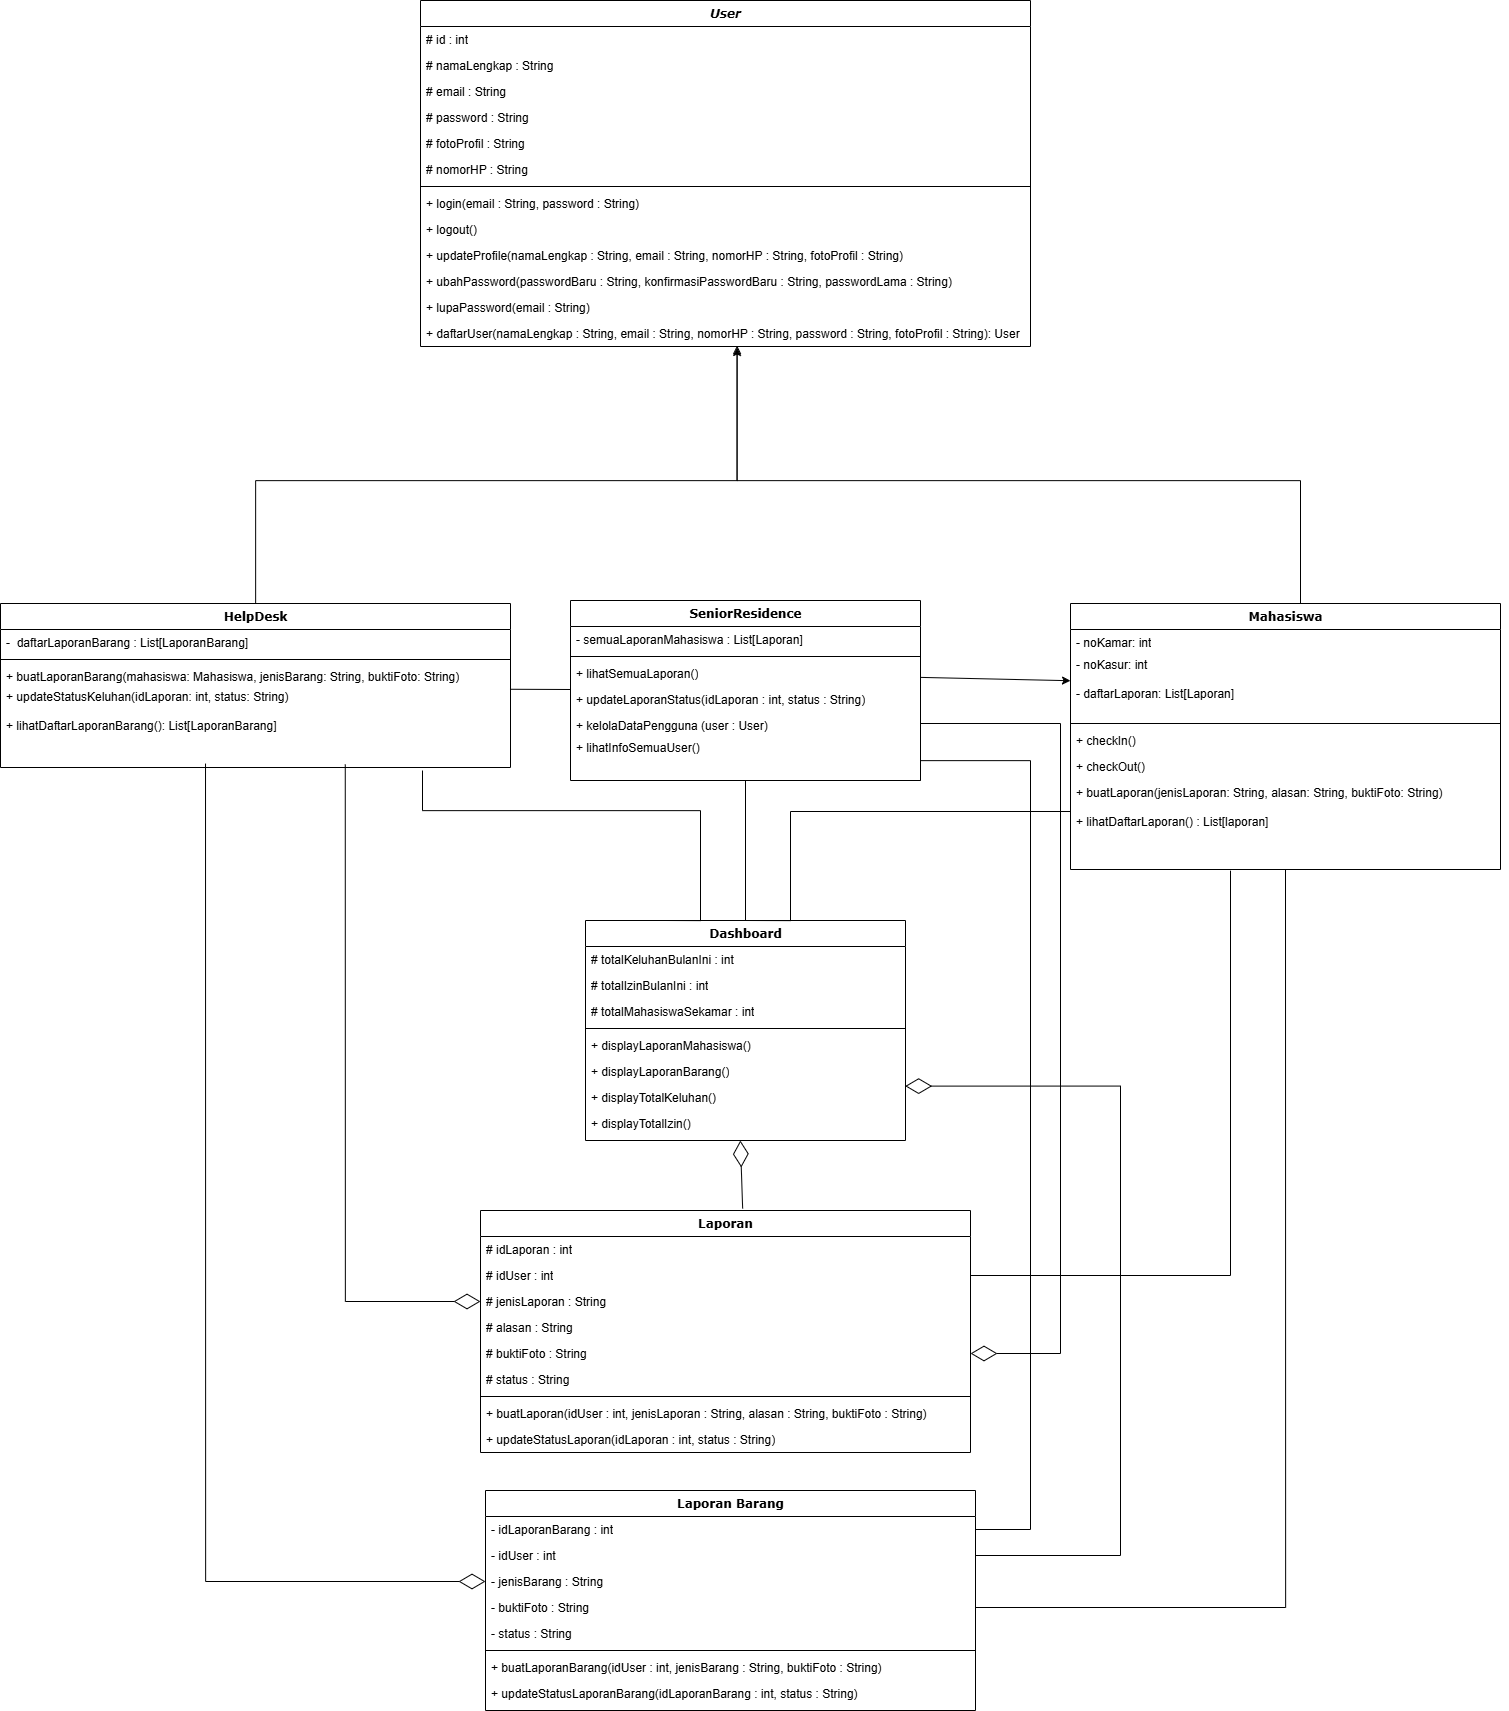 User
# id : int
# namaLengkap : String
# email : String
# password : String
# fotoProfil : String
# nomorHP : String
+ login(email : String, password : String)
+ logout()
+ updateProfile(namaLengkap : String, email : String, nomorHP : String, fotoProfil : String)
+ ubahPassword(passwordBaru : String, konfirmasiPasswordBaru : String, passwordLama : String)
+ lupaPassword(email : String)
+ daftarUser(namaLengkap : String, email : String, nomorHP : String, password : String, fotoProfil : String): User
HelpDesk
- daftarLaporanBarang : List[LaporanBarang]
+ buatLaporanBarang(mahasiswa: Mahasiswa, jenisBarang: String, buktiFoto: String)
+ updateStatusKeluhan(idLaporan: int, status: String)
+ lihatDaftarLaporanBarang(): List[LaporanBarang]
SeniorResidence
- semuaLaporanMahasiswa : List[Laporan]
+ lihatSemuaLaporan()
+ updateLaporanStatus(idLaporan : int, status : String)
+ kelolaDataPengguna (user : User)
+ lihatInfoSemuaUser()
Mahasiswa
- noKamar: int
- noKasur: int
- daftarLaporan: List[Laporan]
+ checkIn()
+ checkOut()
+ buatLaporan(jenisLaporan: String, alasan: String, buktiFoto: String)
+ lihatDaftarLaporan() : List[laporan]
Dashboard
# totalKeluhanBulanIni : int
# totalIzinBulanIni : int
# totalMahasiswaSekamar : int
+ displayLaporanMahasiswa()
+ displayLaporanBarang()
+ displayTotalKeluhan()
+ displayTotalIzin()
Laporan
# idLaporan : int
# idUser : int
# jenisLaporan : String
# alasan : String
# buktiFoto : String
# status : String
+ buatLaporan(idUser : int, jenisLaporan : String, alasan : String, buktiFoto : String)
+ updateStatusLaporan(idLaporan : int, status : String)
Laporan Barang
- idLaporanBarang : int
- idUser : int
- jenisBarang : String
- buktiFoto : String
- status : String
+ buatLaporanBarang(idUser : int, jenisBarang : String, buktiFoto : String)
+ updateStatusLaporanBarang(idLaporanBarang : int, status : String)